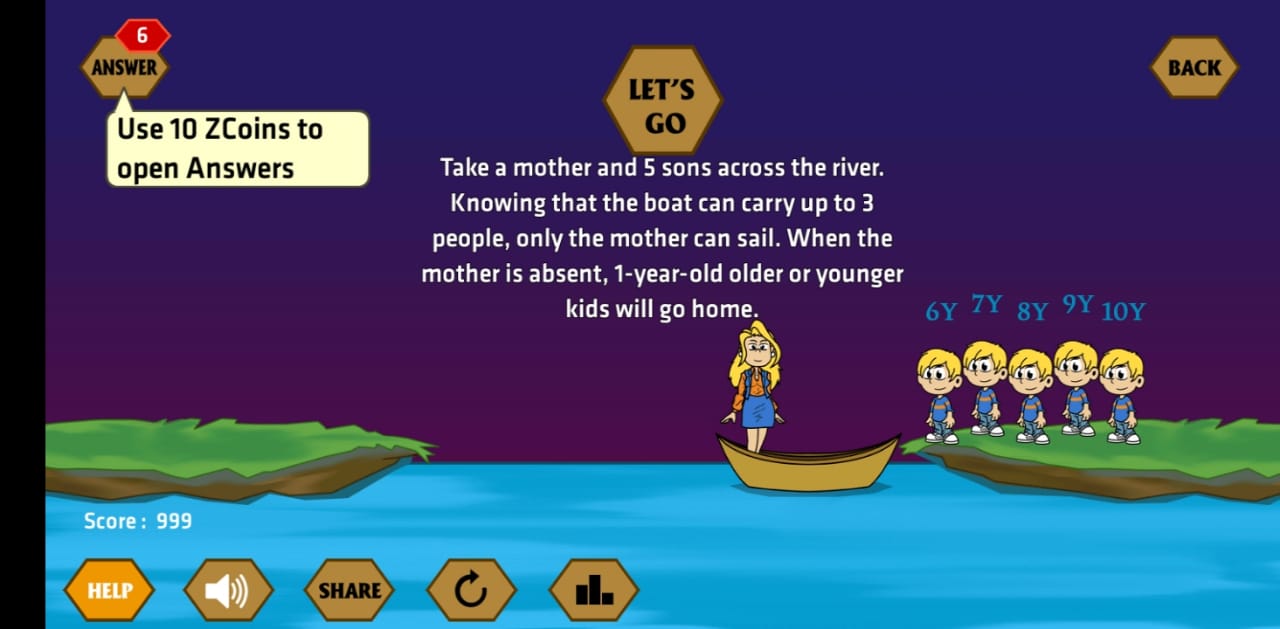 6
ANSWER
Use 10 ZCoins to
open Answers
LET'S
GO
BACK
Take a mother and 5 sons across the river.
Knowing that the boat can carry up to 3
people, only the mother can sail. When the
mother is absent, 1-year-old older or younger
kids will go home.
6Y 7Y 8Y 9Y 10Y
Score : 999
HELP
SHARE